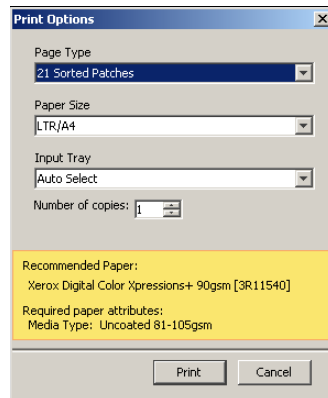 Print Options
Page Type
21 Sorted Patches
Paper Size
LTR/A4
Input Tray
Auto Select
Number of copies: 1
Recommended Paper:
Xerox Digital Color Xpressions+ 90gsm [3R11540]
Required paper attributes:
Media Type: Uncoated 81-105gsm
Print Cancel